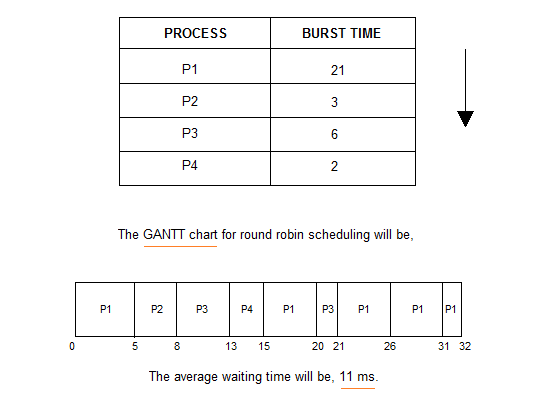 PROCESS BURST TIME
P1 21
P2 3
P3 6
P4 2
The GANTT chart for round robin scheduling will be,
P1 P2 P3 P4 P1 P3 P1 P1 P1
0 5 8 13 15 20 21 26 31 32
The average waiting time will be, 11 ms.